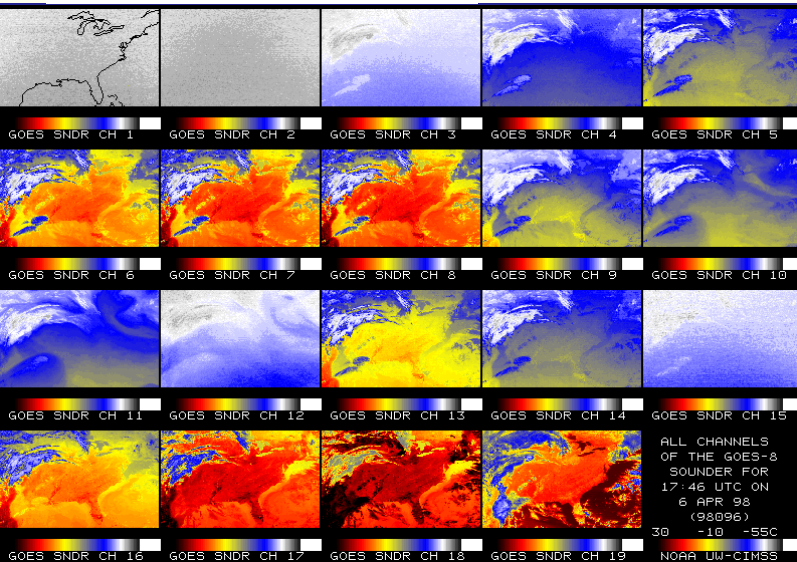 GOES SNDR CH 1
GOES SNDR CH 2
GOES SNDR CH 3
GOES SNDR CH 4
GOES SNDR CH 5
GOES SNDR CH 6
GOES SNDR CH 7
GOES SNDR CH 8
GOES SNDR CH 9
GOES SNDR CH 10
GOES SNDR CH 11
GOES SNDR CH 12
GOES SNDR CH 13
GOES SNDR CH 14
GOES SNDR CH 15
ALL CHANNELS
OF THE GOES-8
SOUNDER FOR
17:46 UTC ON
6 APR 98
(98096)
30 -10 -55C
GOES SNDR CH 16
GOES SNDR CH 17
GOES SNDR CH 18
GOES SNDR CH 19
NOAA UW-CIMSS